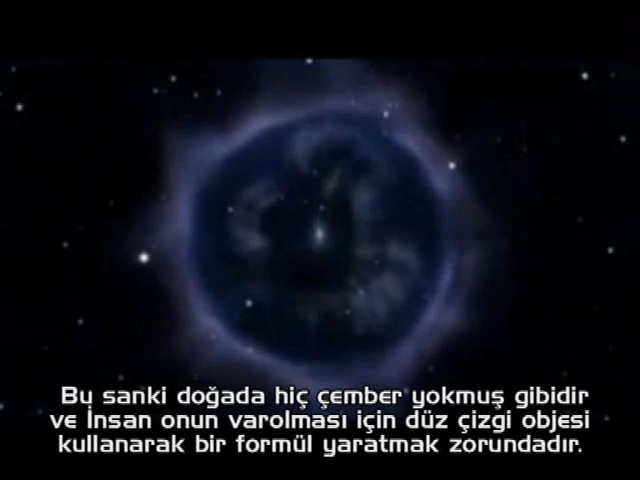 Bu sanki doğada hiç çember yokmuş gibidir
ve İnsan onun varolması için düz çizgi objesi
kullanarak bir formül yaratmak zorundadır.